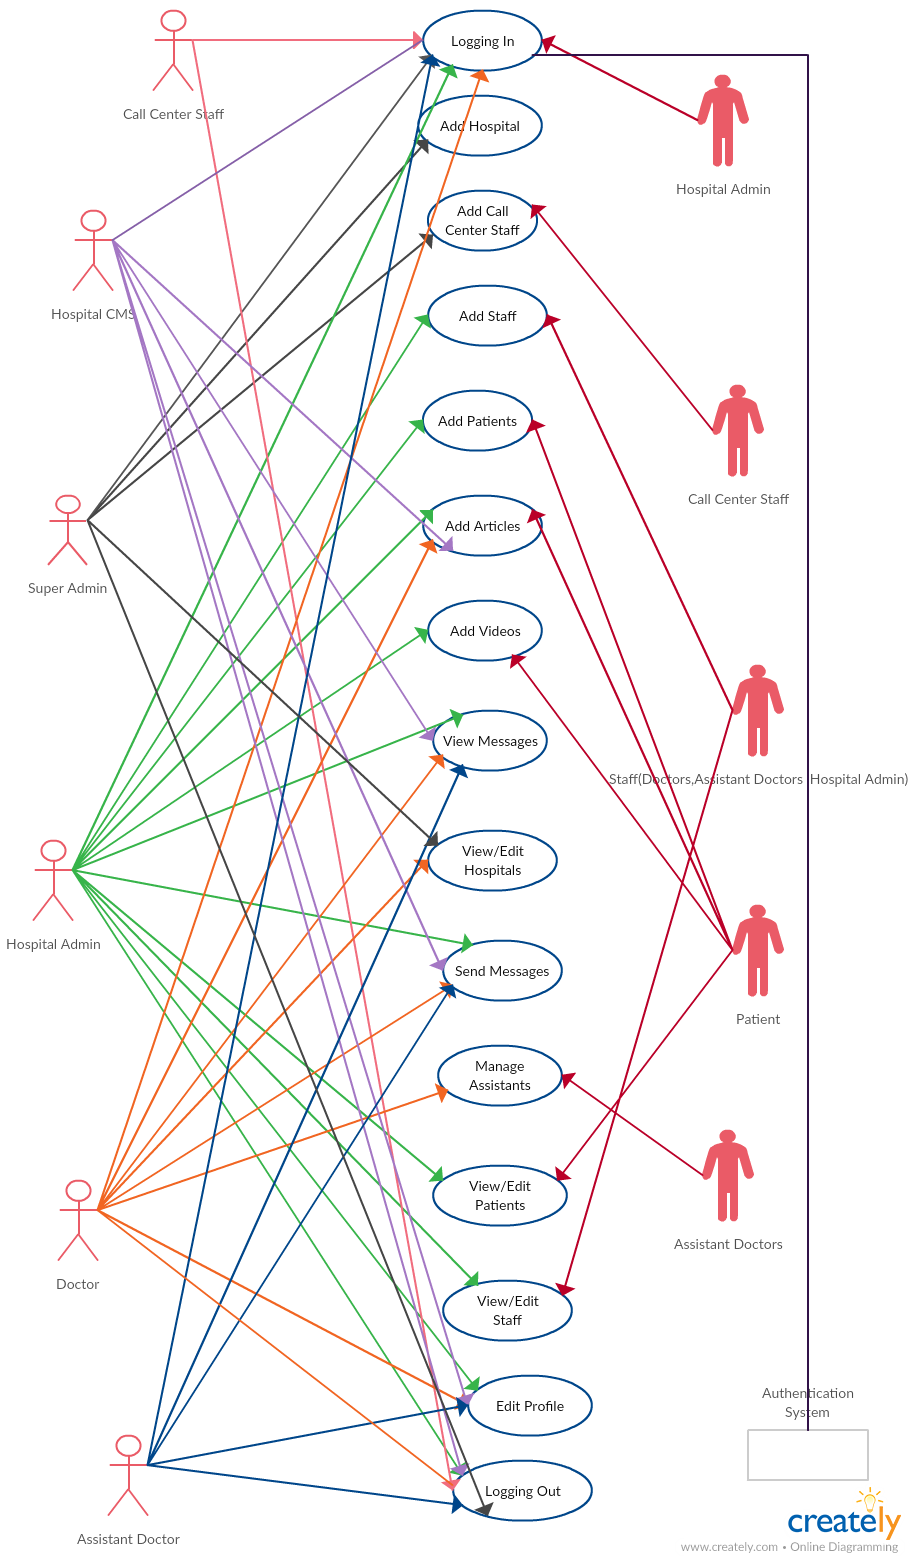 Logging In
Call Center Staff
Add Hospital
Hospital Admin
Add Call
Center Staff
Hospital CMS
Add Staff
Add Patients
Call Center Staff
Add Articles
Super Admin
Add Videos
View Messages
Staff(Doctors,Assistant Doctors ,Hospital Admin)
View/Edit
Hospitals
Hospital Admin
Send Messages
Patient
Manage
Assistants
View/Edit
Patients
Assistant Doctors
Doctor
View/Edit
Staff
Authentication
System
Edit Profile
Logging Out
Assistant Doctor
creately
www.creately.com • Online Diagramming